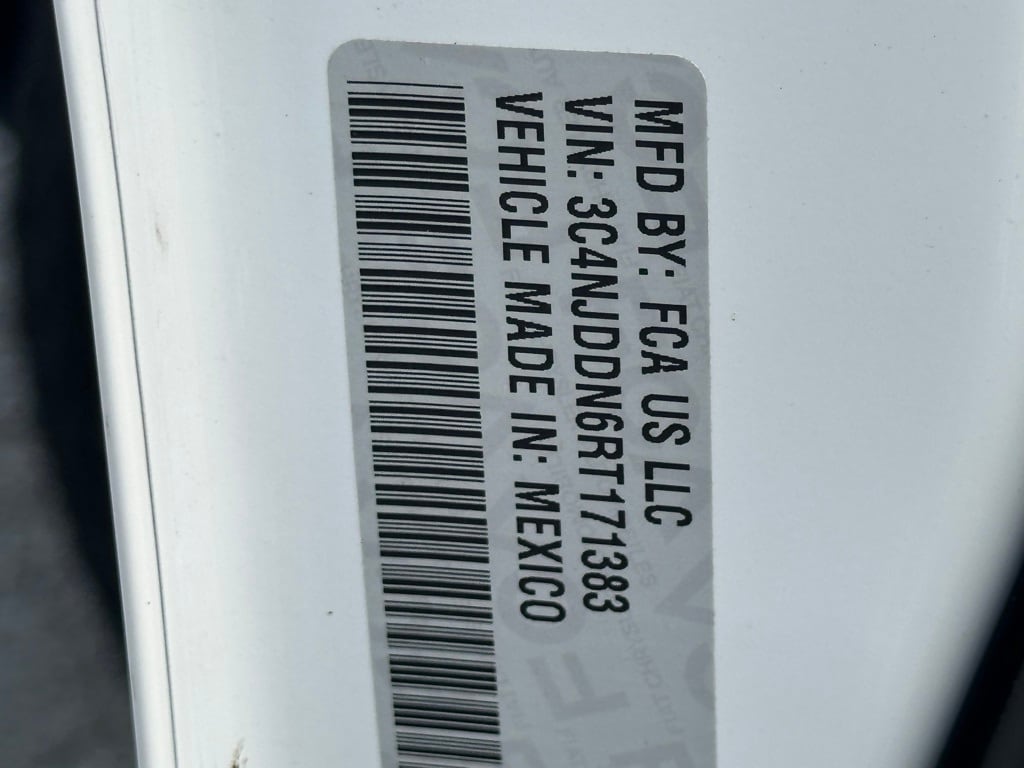 MFD BY: FCA US LLC
VIN: 3C4NJDDN6RT171383
VEHICLE MADE IN: MEXICO